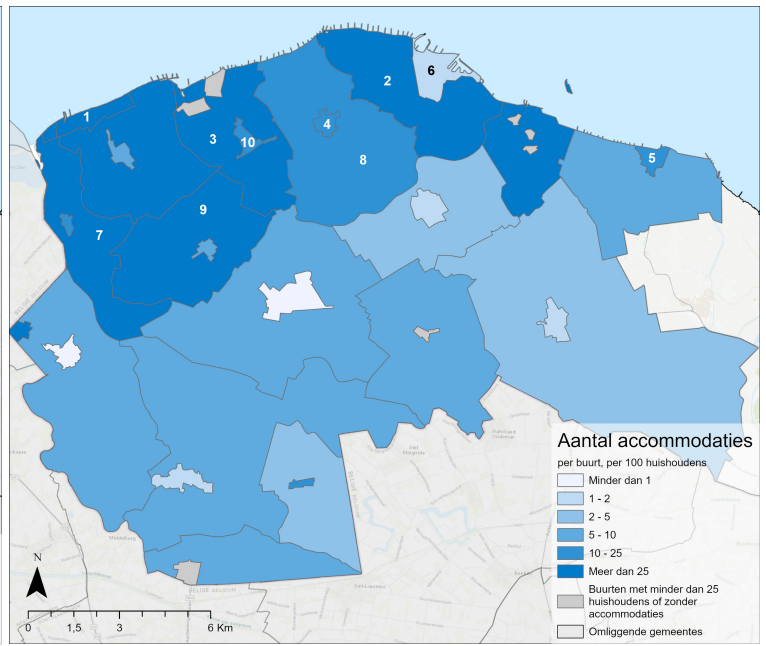 1
2
3
4
5
6
7
8
9
10
Aantal accommodaties
per buurt, per 100 huishoudens
Minder dan 1
1 - 2
2 - 5
5 - 10
10 - 25
Meer dan 25
Buurten met minder dan 25
huishoudens of zonder
accommodaties
Omliggende gemeentes
N
0 1,5 3 6 Km